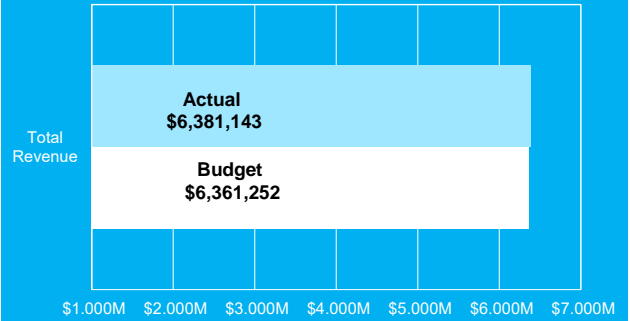 Actual
$6,381,143
Total
Revenue
Budget
$6,361,252
$1.000M $2.000M $3.000M $4.000M $5.000M $6.000M $7.000M